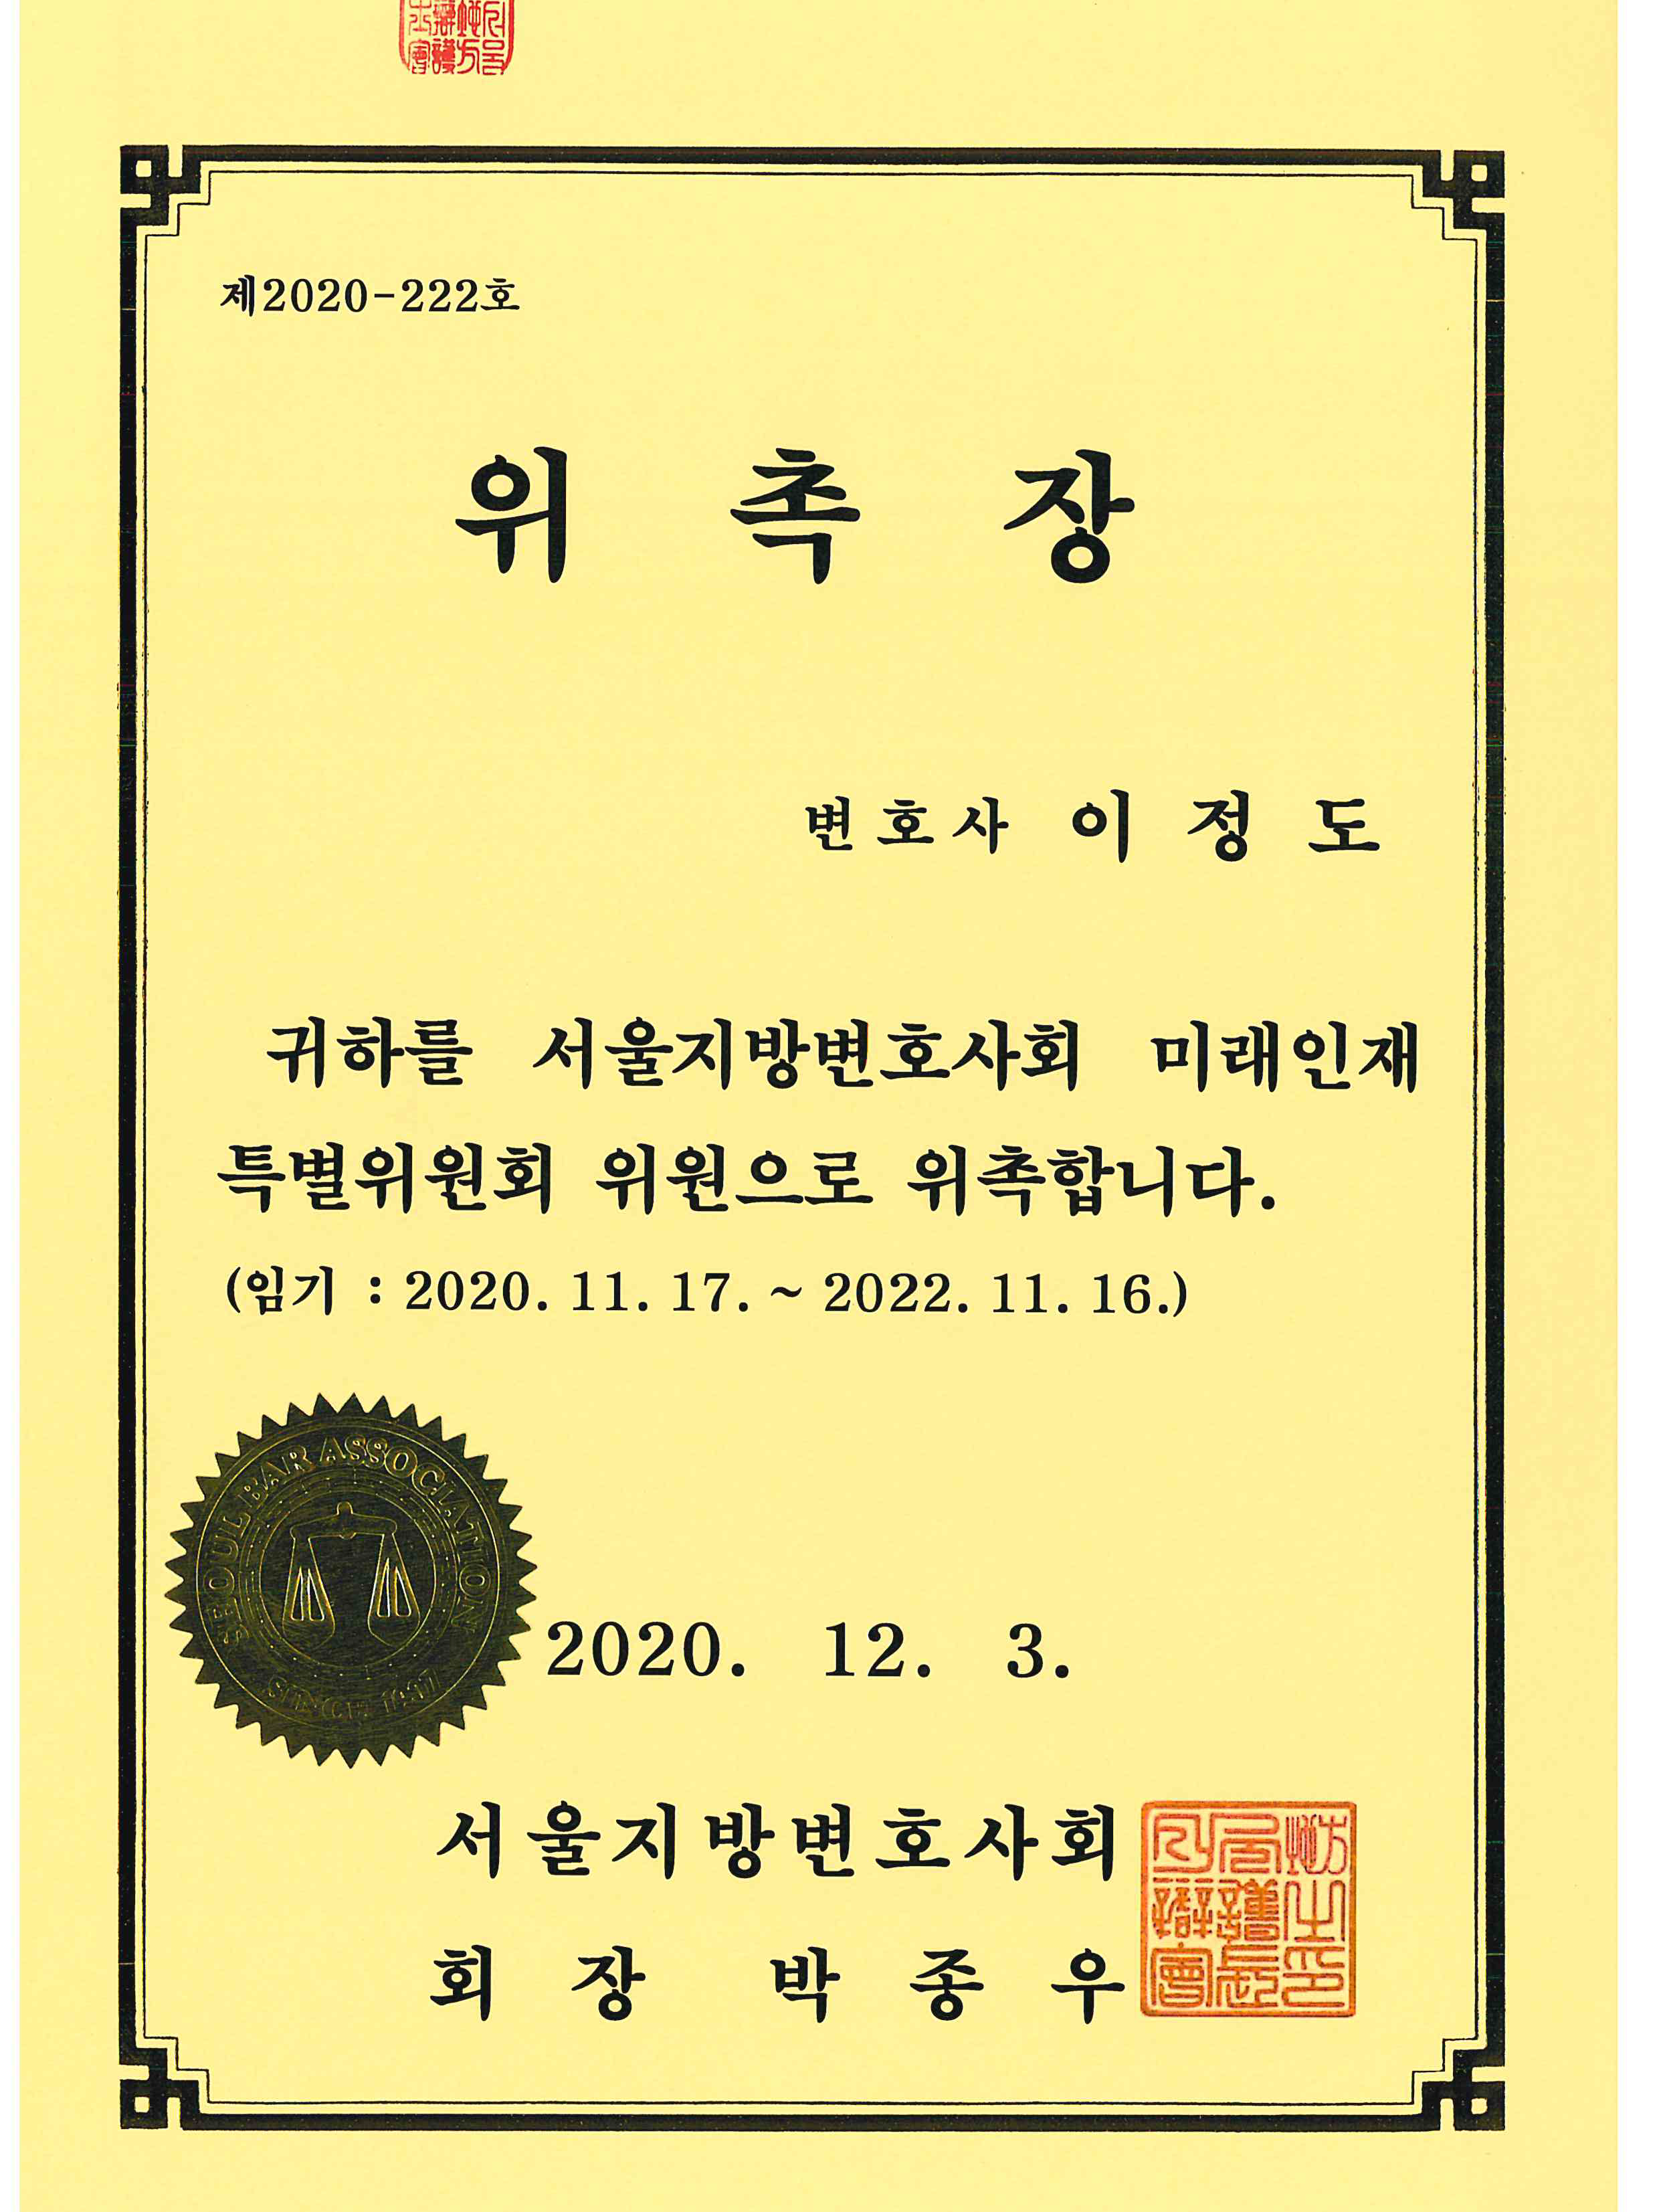 제2020-222호
위 촉 장
변호사 이 정 도
귀하를 서울지방변호사회 미래인재
특별위원회 위원으로 위촉합니다.
(임기 : 2020. 11. 17. ~ 2022. 11. 16.)
SEOUL BAR ASSOCIATION
SINCE 1907
2020. 12. 3.
서울지방변호사회
회 장 박 종 우